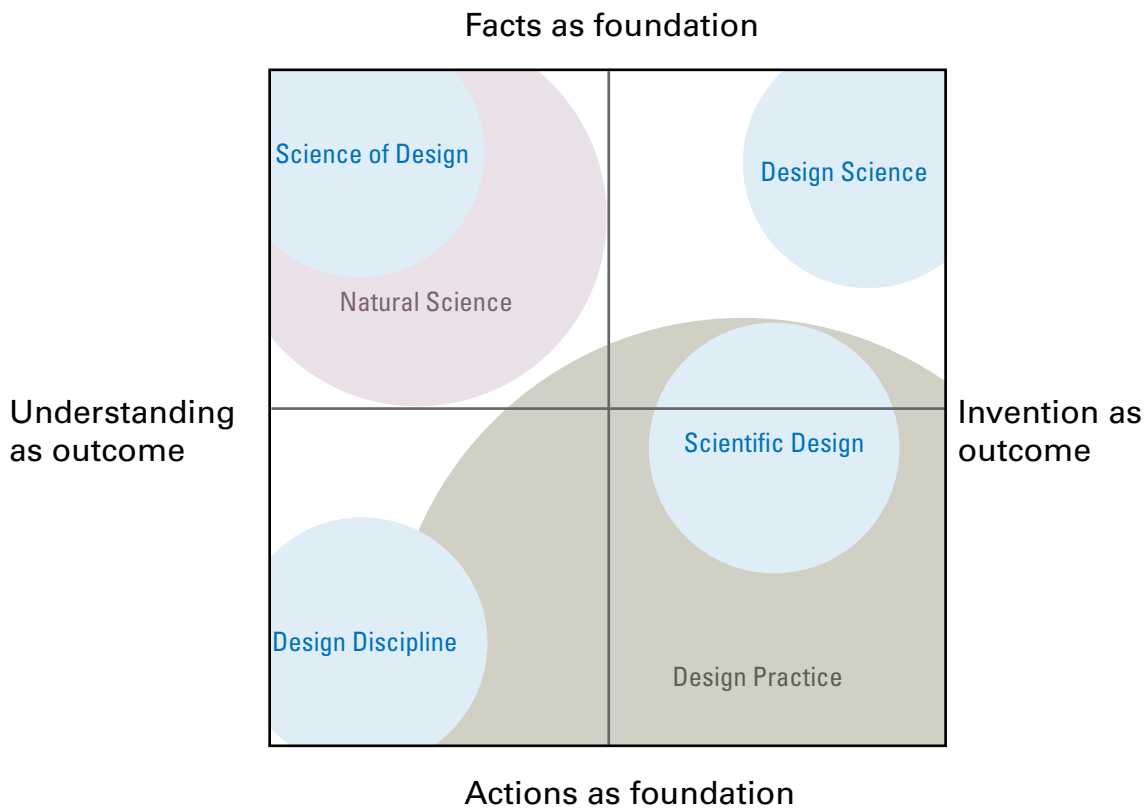 Facts as foundation
Science of Design
Design Science
Natural Science
Understanding
as outcome
Invention as
outcome
Scientific Design
Design Discipline
Design Practice
Actions as foundation